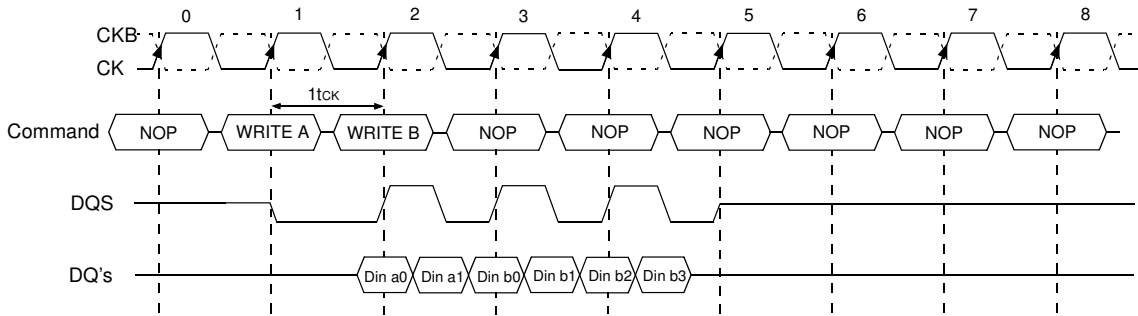 0 1 2 3 4 5 6 7 8
CKB
CK
1tCK
Command NOP WRITE A WRITE B NOP NOP NOP NOP NOP NOP
DQS
DQ's Din a0 Din a1 Din b0 Din b1 Din b2 Din b3